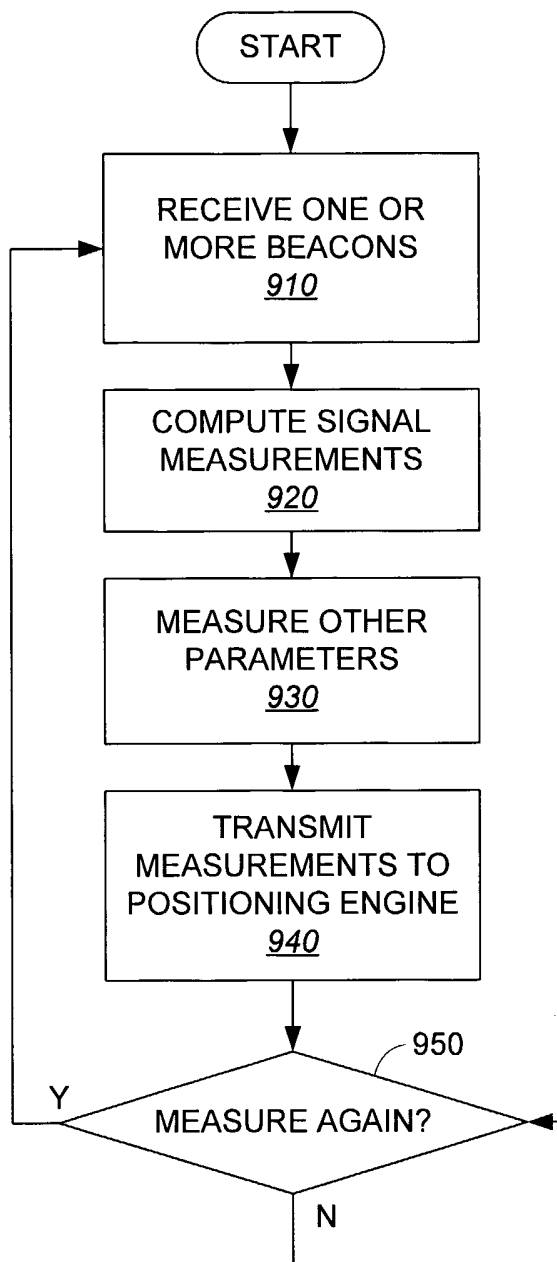 START
RECEIVE ONE OR
MORE BEACONS
910
COMPUTE SIGNAL
MEASUREMENTS
920
MEASURE OTHER
PARAMETERS
930
TRANSMIT
MEASUREMENTS TO
POSITIONING ENGINE
940
950
Y
MEASURE AGAIN?
N